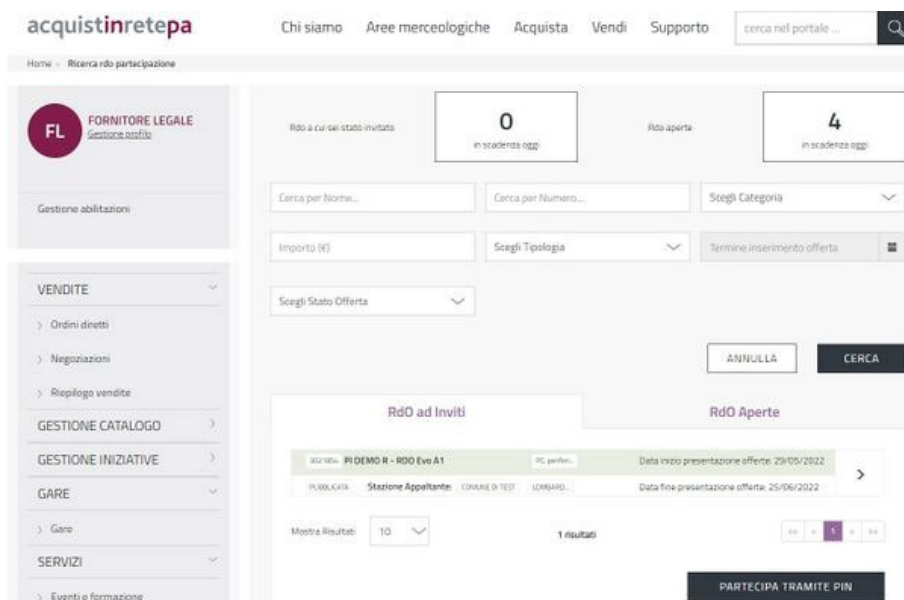 acquistinretepa
Chi siamo Aree merceologiche Acquista Vendi Supporto cerca nel portale ...
Home > Ricerca rdo partecipazione
FL
FORNITORE LEGALE
Gestione profilo
Gestione abilitazioni
VENDITE
> Ordini diretti
> Negoziazioni
> Riepilogo vendite
GESTIONE CATALOGO
GESTIONE INIZIATIVE
GARE
> Gare
SERVIZI
> Eventi e formazione
Rdo a cui sei stato invitato
0
in scadenza oggi
Rdo aperte
4
in scadenza oggi
Cerca per Nome... Cerca per Numero... Scegli Categoria
Importo (€) Scegli Tipologia Termine inserimento offerta
Scegli Stato Offerta
ANNULLA CERCA
RdO ad Inviti RdO Aperte
PI DEMO R - RDO Evo A1 PC, periferi... Data inizio presentazione offerte: 29/05/2022
PUBBLICATA Stazione Appaltante: COMUNE DI TEST LOMBARD... Data fine presentazione offerte: 25/06/2022
Mostra Risultati 10 1 risultati 1
PARTECIPA TRAMITE PIN